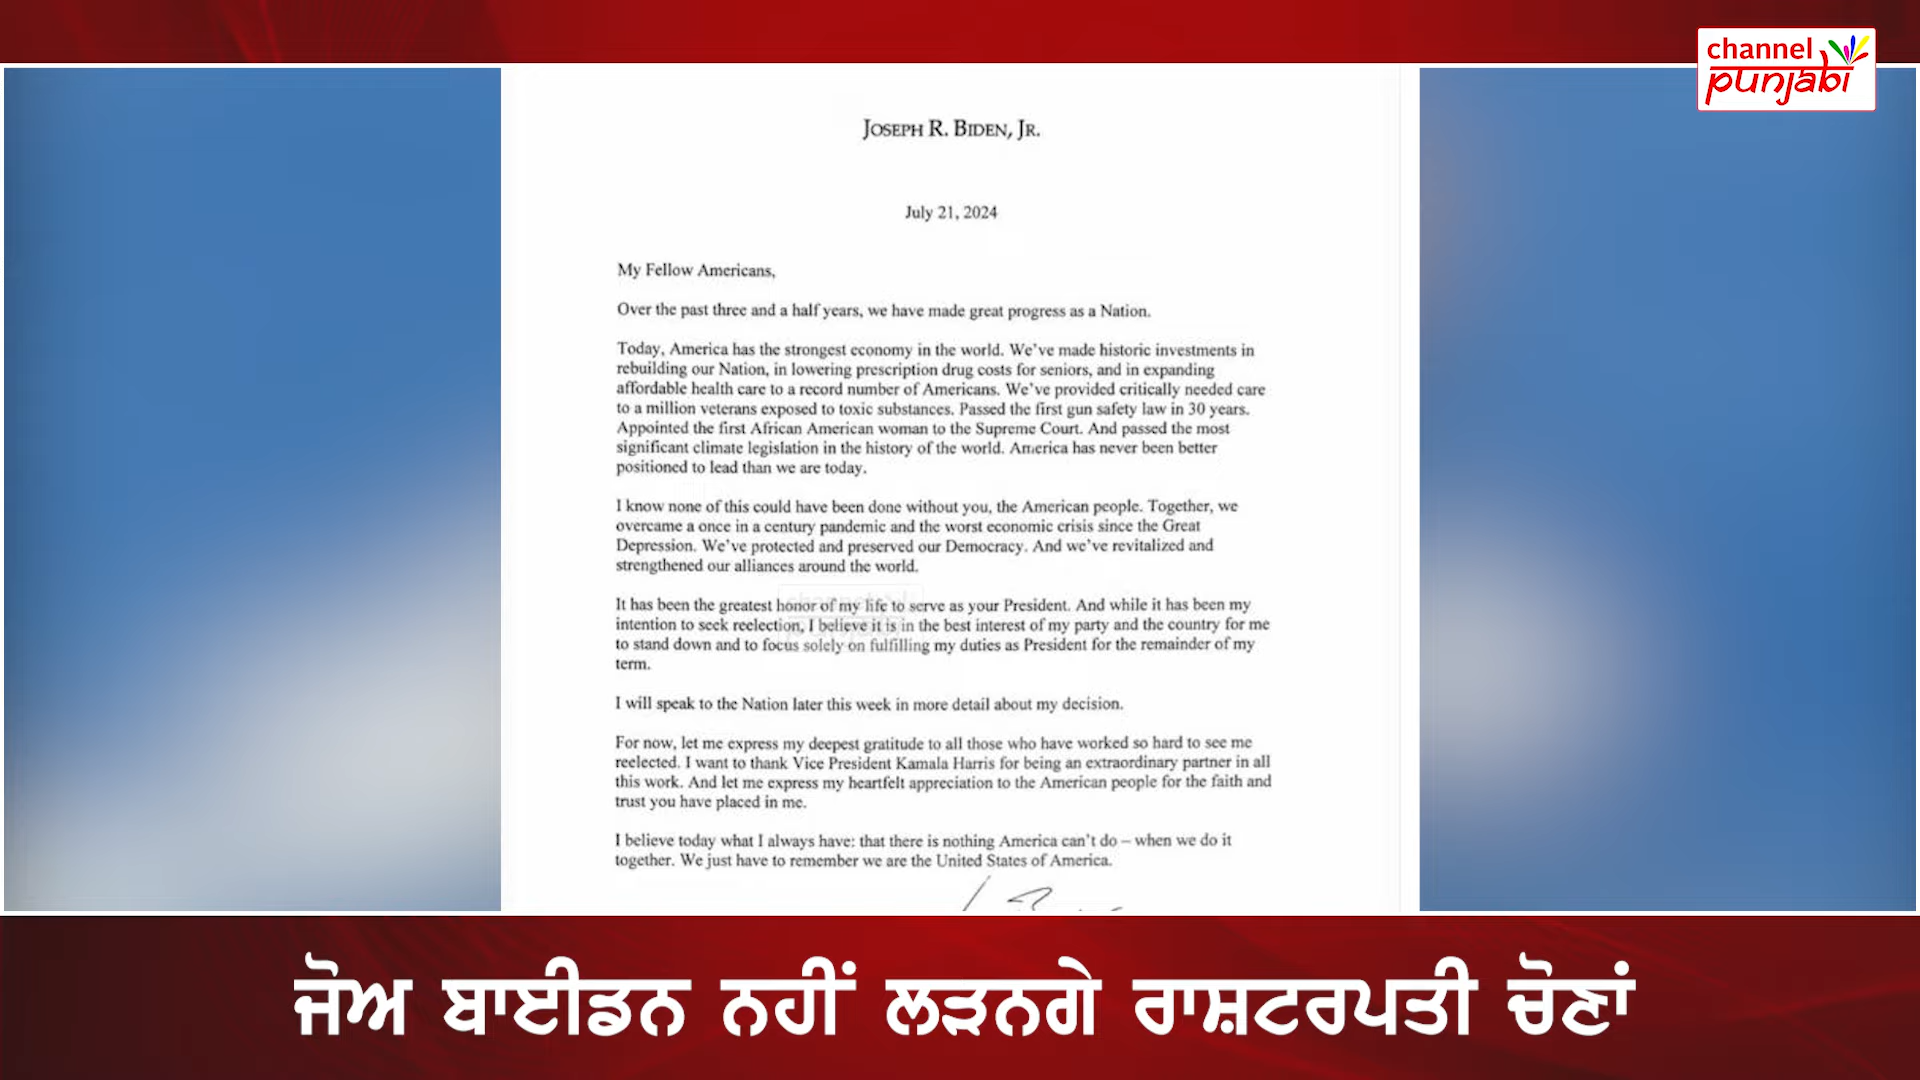 channel
punjabi
JOSEPH R. BIDEN, JR.
July 21, 2024
My Fellow Americans,
Over the past three and a half years, we have made great progress as a Nation.
Today, America has the strongest economy in the world. We've made historic investments in
rebuilding our Nation, in lowering prescription drug costs for seniors, and in expanding
affordable health care to a record number of Americans. We've provided critically needed care
to a million veterans exposed to toxic substances. Passed the first gun safety law in 30 years.
Appointed the first African American woman to the Supreme Court. And passed the most
significant climate legislation in the history of the world. America has never been better
positioned to lead than we are today.
I know none of this could have been done without you, the American people. Together, we
overcame a once in a century pandemic and the worst economic crisis since the Great
Depression. We've protected and preserved our Democracy. And we've revitalized and
strengthened our alliances around the world.
It has been the greatest honor of my life to serve as your President. And while it has been my
intention to seek reelection, I believe it is in the best interest of my party and the country for me
to stand down and to focus solely on fulfilling my duties as President for the remainder of my
term.
I will speak to the Nation later this week in more detail about my decision.
For now, let me express my deepest gratitude to all those who have worked so hard to see me
reelected. I want to thank Vice President Kamala Harris for being an extraordinary partner in all
this work. And let me express my heartfelt appreciation to the American people for the faith and
trust you have placed in me.
I believe today what I always have: that there is nothing America can't do – when we do it
together. We just have to remember we are the United States of America.
ਜੋਅ ਬਾਈਡਨ ਨਹੀਂ ਲੜਨਗੇ ਰਾਸ਼ਟਰਪਤੀ ਚੋਣਾਂ